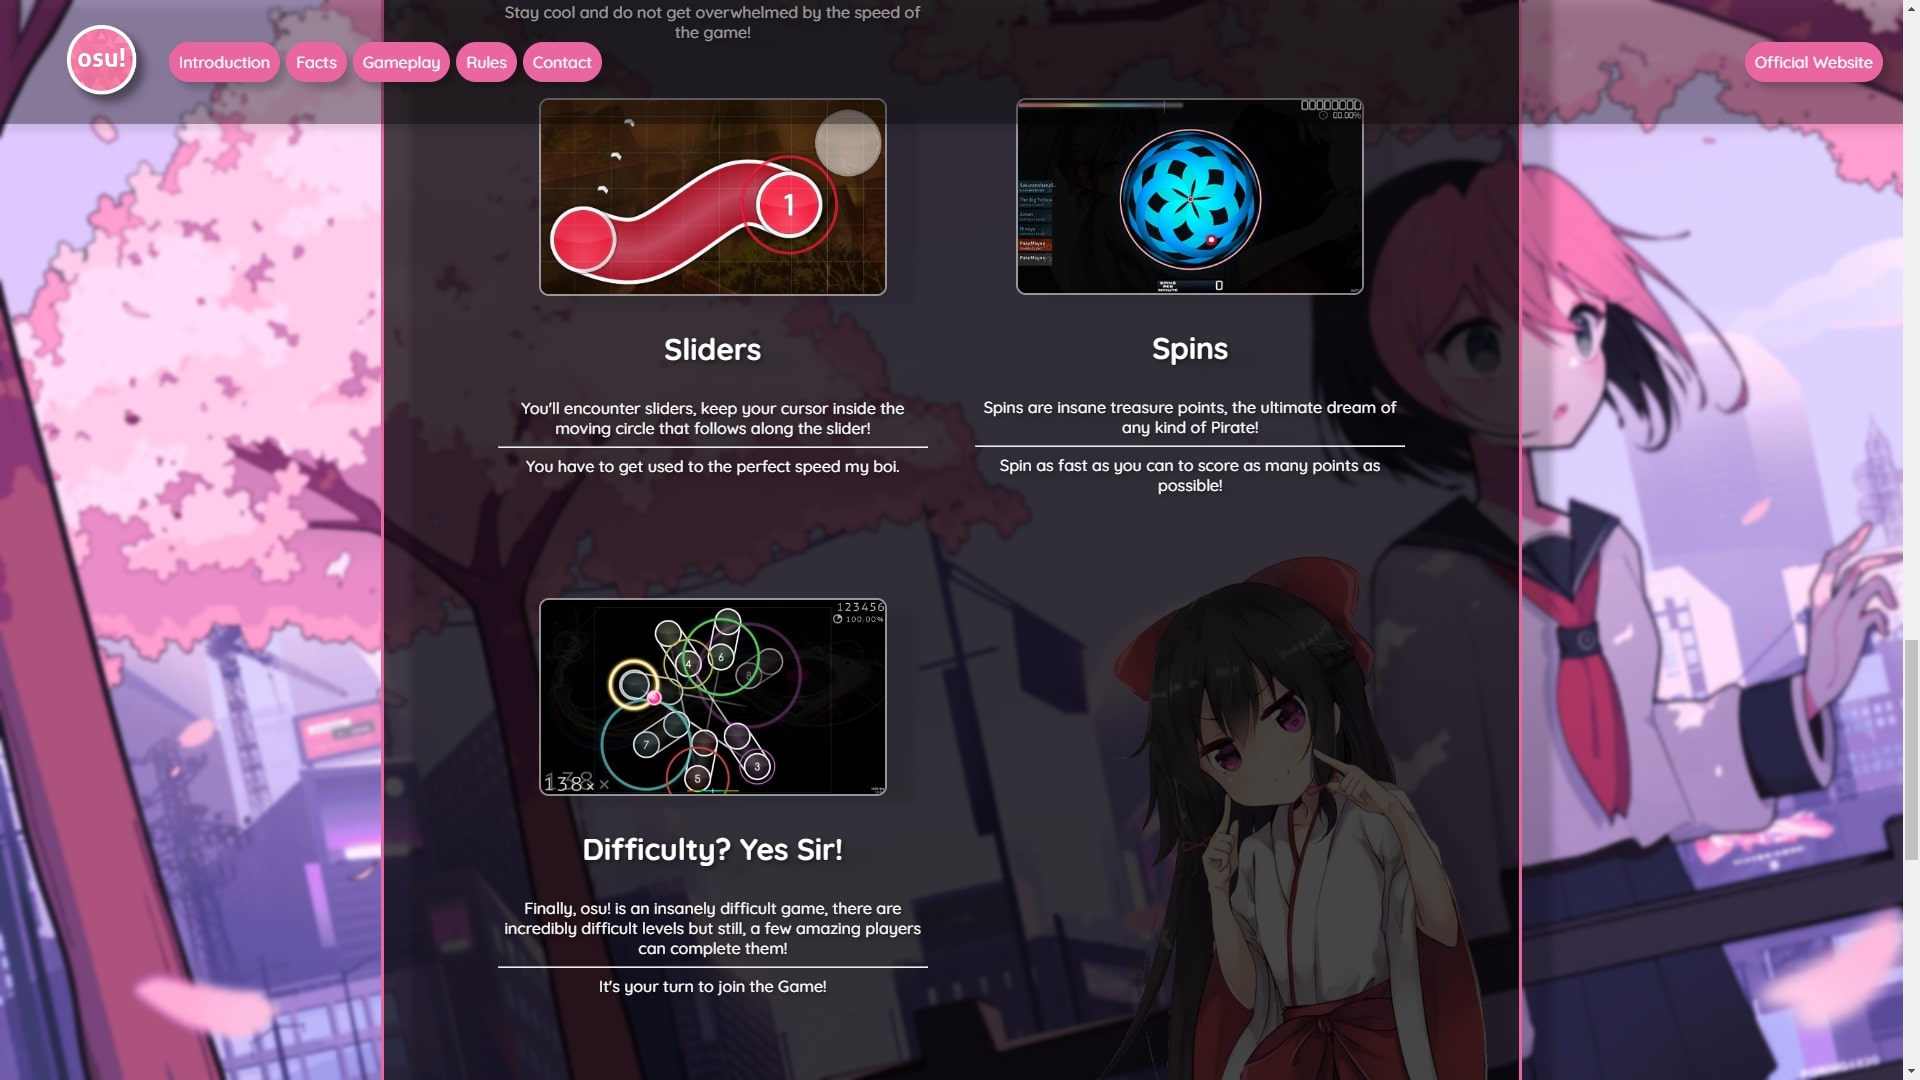 Stay cool and do not get overwhelmed by the speed of
the game!
osu!
Introduction
Facts
Gameplay
Rules
Contact
Official Website
1
00000000
00.00%
SPINS
PER
MINUTE
0
Sliders
You'll encounter sliders, keep your cursor inside the
moving circle that follows along the slider!
You have to get used to the perfect speed my boi.
Spins
Spins are insane treasure points, the ultimate dream of
any kind of Pirate!
Spin as fast as you can to score as many points as
possible!
123456
100.00%
4
6
8
7
5
3
138x
Difficulty? Yes Sir!
Finally, osu! is an insanely difficult game, there are
incredibly difficult levels but still, a few amazing players
can complete them!
It's your turn to join the Game!